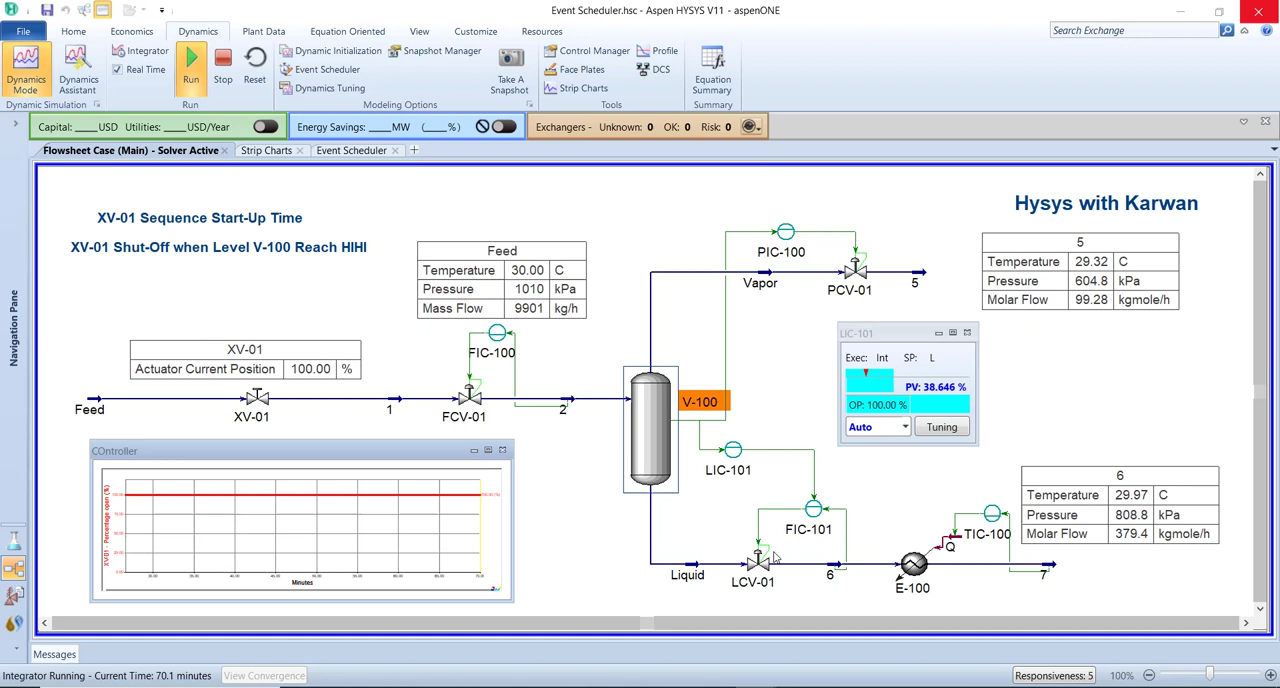 Event Scheduler.hsc - Aspen HYSYS V11 - aspenONE
File Home Economics Dynamics Plant Data Equation Oriented View Customize Resources
Search Exchange
Dynamics Mode
Dynamics Assistant
Integrator
Real Time
Run
Stop
Reset
Dynamic Initialization
Snapshot Manager
Event Scheduler
Dynamics Tuning
Take A Snapshot
Control Manager
Profile
Face Plates
DCS
Strip Charts
Equation Summary
Dynamic Simulation
Run
Modeling Options
Tools
Summary
Capital: ____USD Utilities: ____USD/Year
Energy Savings: ____MW (____%)
Exchangers - Unknown: 0 OK: 0 Risk: 0
Flowsheet Case (Main) - Solver Active
Strip Charts
Event Scheduler
Navigation Pane
XV-01 Sequence Start-Up Time
XV-01 Shut-Off when Level V-100 Reach HIHI
Hysys with Karwan
Feed
Temperature 30.00 C
Pressure 1010 kPa
Mass Flow 9901 kg/h
PIC-100
Vapor
PCV-01
5
5
Temperature 29.32 C
Pressure 604.8 kPa
Molar Flow 99.28 kgmole/h
XV-01
Actuator Current Position 100.00 %
FIC-100
Feed
XV-01
1
FCV-01
2
V-100
LIC-101
Exec: Int SP: L
PV: 38.646 %
OP: 100.00 %
Auto
Tuning
COntroller
XV-01 - Percentage open (%)
Minutes
LIC-101
FIC-101
Liquid
LCV-01
6
E-100
Q
TIC-100
7
6
Temperature 29.97 C
Pressure 808.8 kPa
Molar Flow 379.4 kgmole/h
Messages
Integrator Running - Current Time: 70.1 minutes
View Convergence
Responsiveness: 5
100%